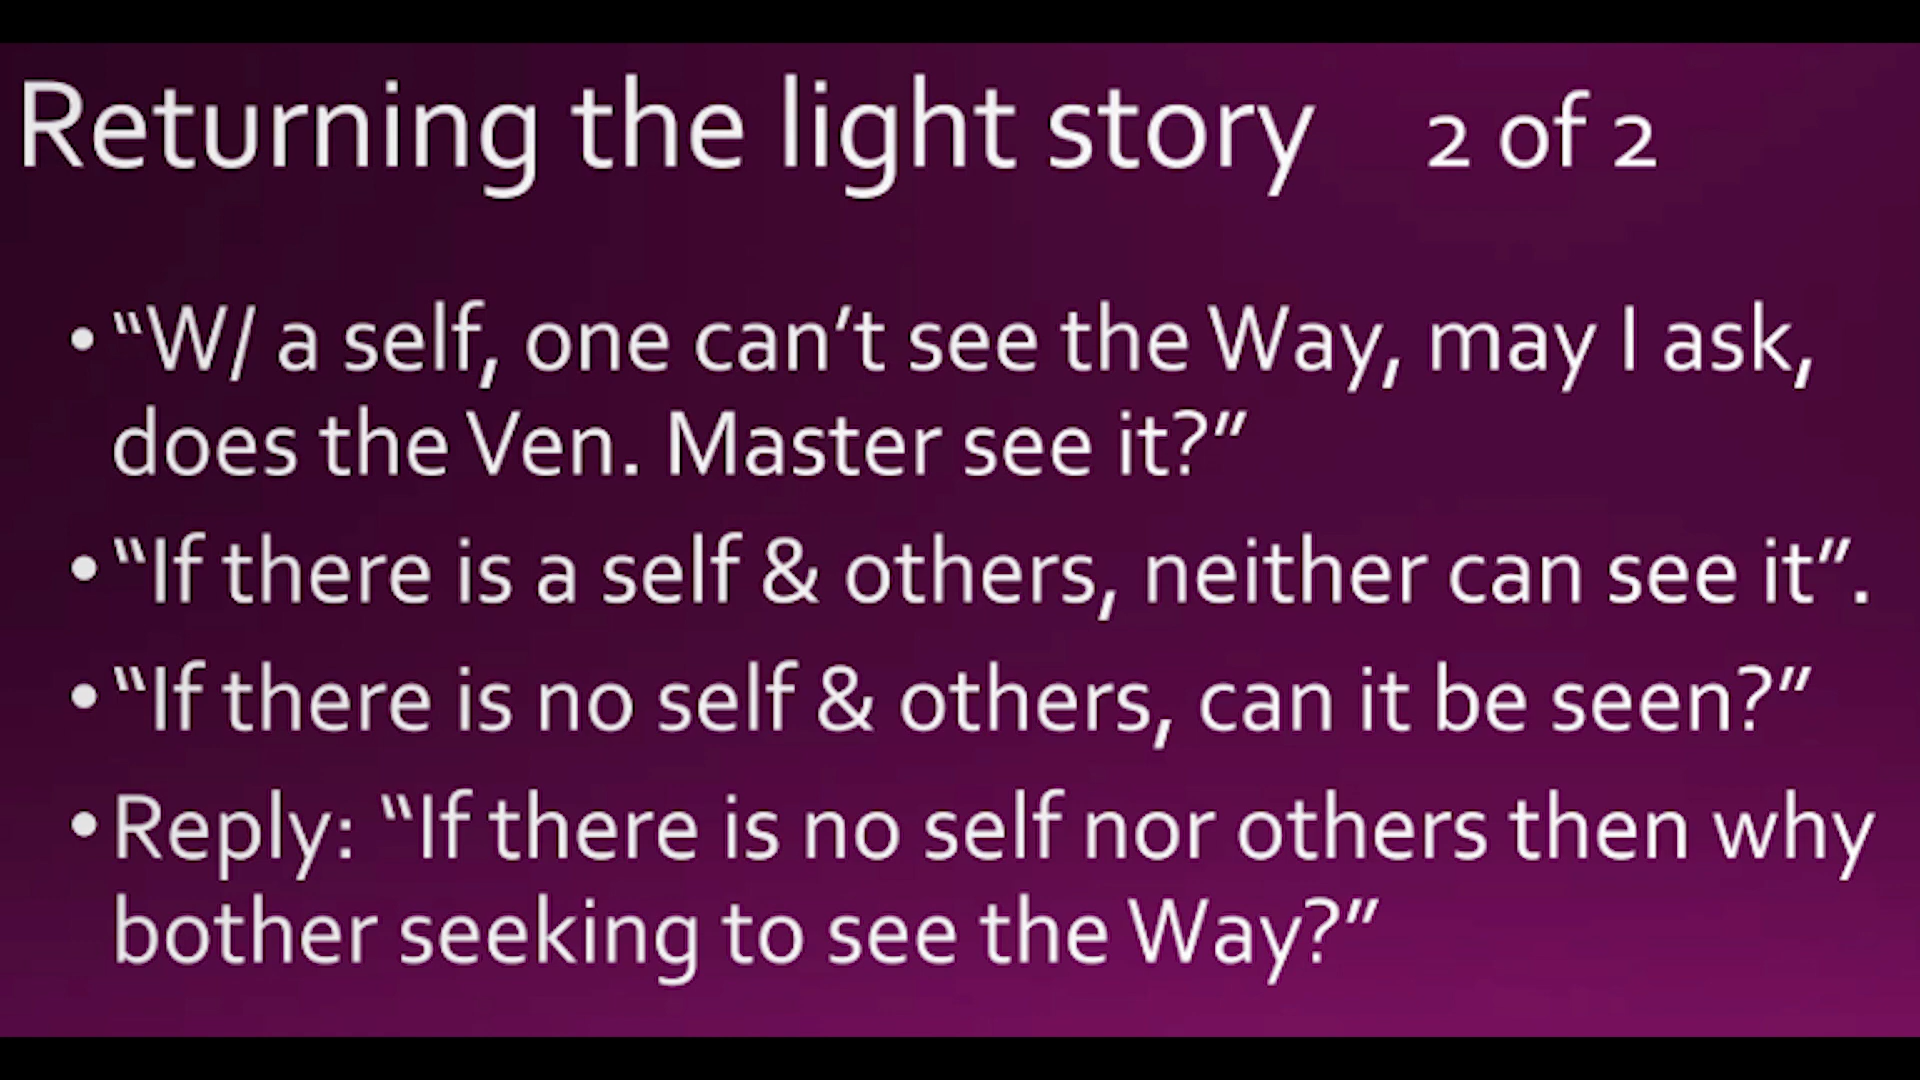 Returning the light story 2 of 2
• “W/ a self, one can’t see the Way, may I ask,
does the Ven. Master see it?”
• “If there is a self & others, neither can see it”.
• “If there is no self & others, can it be seen?”
• Reply: “If there is no self nor others then why
bother seeking to see the Way?”